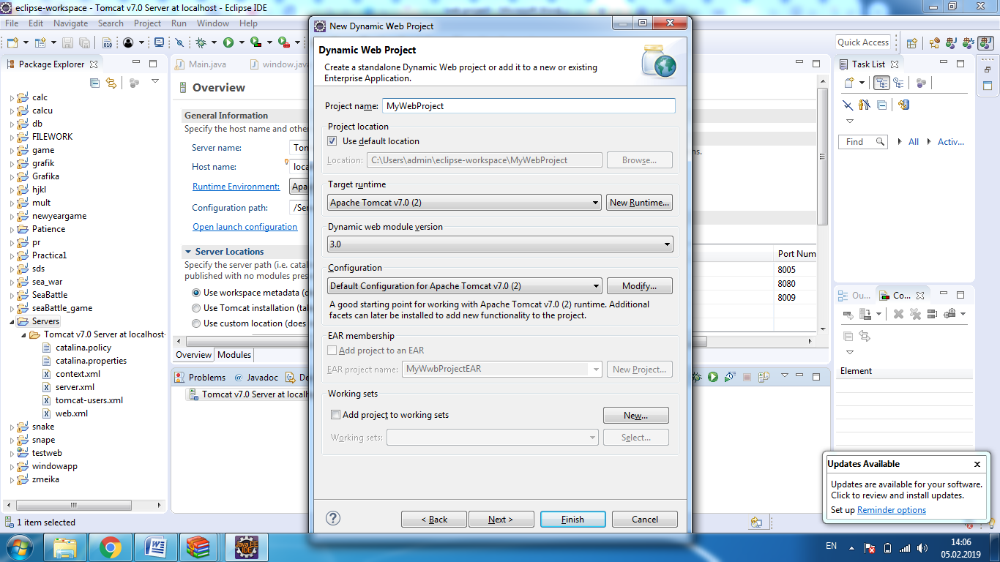 eclipse-workspace - Tomcat v7.0 Server at localhost - Eclipse IDE
File Edit Navigate Search Project Run Window Help
Quick Access
Package Explorer
calc
calcu
db
FILEWORK
game
grafik
Grafika
hjkl
mult
newyeargame
Patience
pr
Practica1
sds
sea_war
SeaBattle
seaBattle_game
Servers
Tomcat v7.0 Server at localhost-
catalina.policy
catalina.properties
context.xml
server.xml
tomcat-users.xml
web.xml
snake
snape
testweb
windowapp
zmeika
Main.java window.java
Overview
General Information
Specify the host name and other
Server name: Tom
Host name: loca
Runtime Environment: Apa
Configuration path: /Ser
Open launch configuration
Server Locations
Specify the server path (i.e. catal
published with no modules pres
Use workspace metadata (d
Use Tomcat installation (tal
Use custom location (does
Overview Modules
Problems @ Javadoc De
Tomcat v7.0 Server at localh
New Dynamic Web Project
Dynamic Web Project
Create a standalone Dynamic Web project or add it to a new or existing
Enterprise Application.
Project name: MyWebProject
Project location
Use default location
Location: C:\Users\admin\eclipse-workspace\MyWebProject Browse...
Target runtime
Apache Tomcat v7.0 (2) New Runtime...
Dynamic web module version
3.0
Configuration
Default Configuration for Apache Tomcat v7.0 (2) Modify...
A good starting point for working with Apache Tomcat v7.0 (2) runtime. Additional
facets can later be installed to add new functionality to the project.
EAR membership
Add project to an EAR
EAR project name: MyWwbProjectEAR New Project...
Working sets
Add project to working sets New...
Working sets: Select...
? < Back Next > Finish Cancel
ns.
Port Num
8005
8080
8009
Task List
Find All Activ...
Ou... Co...
Element
Updates Available
Updates are available for your software.
Click to review and install updates.
Set up Reminder options
1 item selected
Java EE
IDE
EN
14:06
05.02.2019